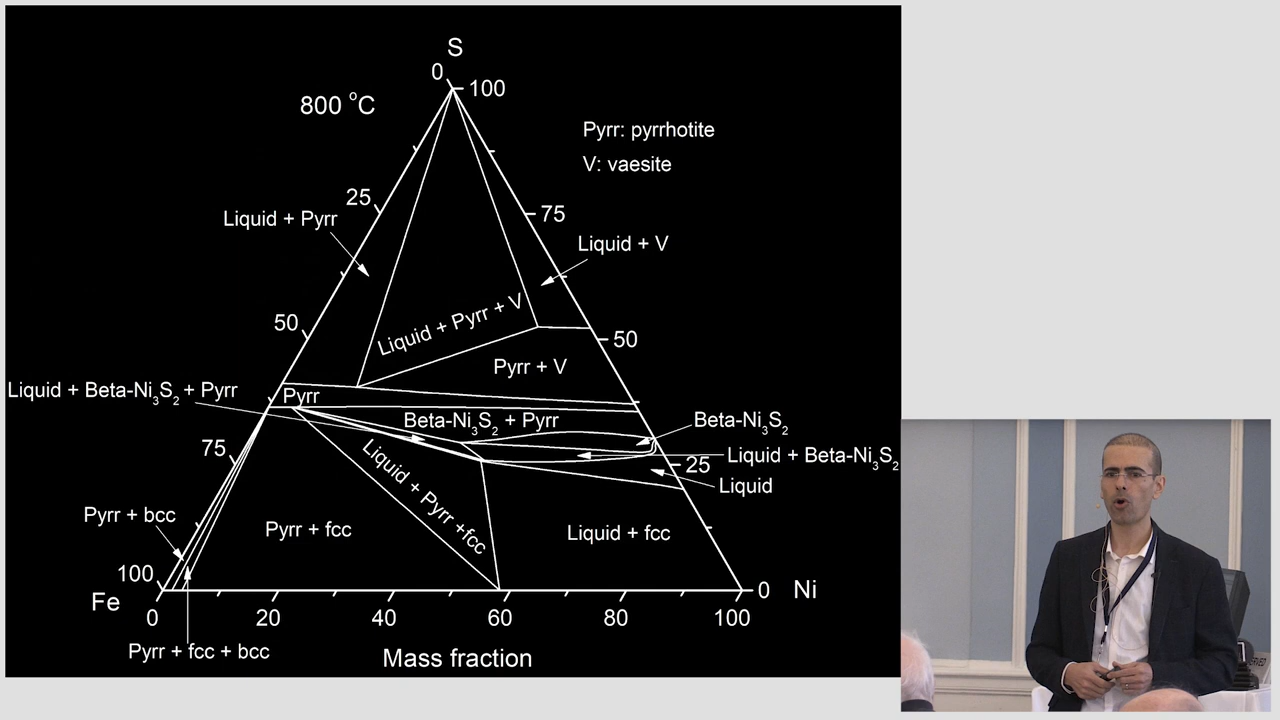 S
0
100
800 °C
Pyrr: pyrrhotite
V: vaesite
25
75
Liquid + Pyrr
Liquid + V
Liquid + Pyrr + V
50
50
Pyrr + V
Liquid + Beta-Ni3S2 + Pyrr
Pyrr
Beta-Ni3S2 + Pyrr
Beta-Ni3S2
75
Liquid + Beta-Ni3S2
25
Liquid
Liquid + Pyrr +fcc
Pyrr + bcc
Pyrr + fcc
Liquid + fcc
100
Fe
0
Ni
0
20
40
60
80
100
Pyrr + fcc + bcc
Mass fraction